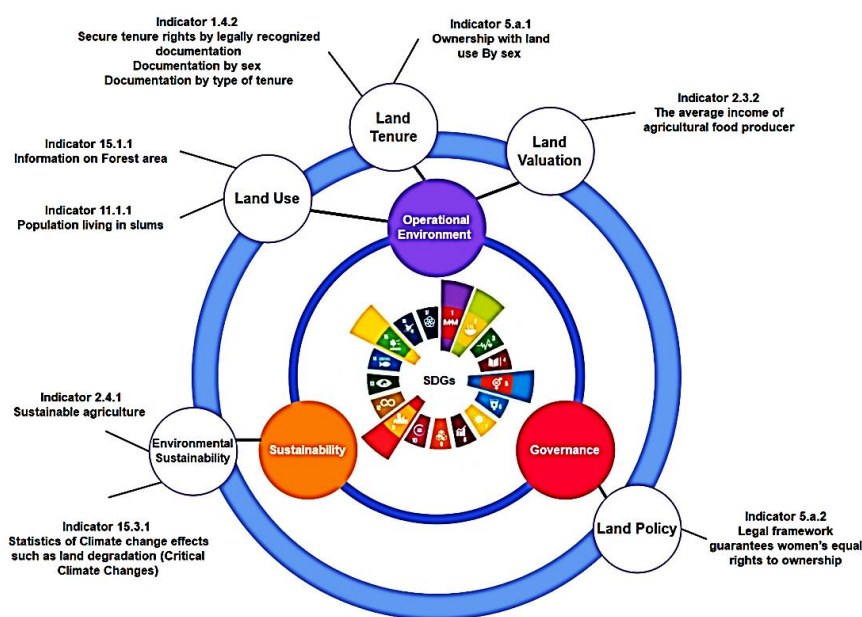 Indicator 1.4.2
Secure tenure rights by legally recognized
documentation
Documentation by sex
Documentation by type of tenure
Indicator 5.a.1
Ownership with land
use By sex
Indicator 2.3.2
The average income of
agricultural food producer
Land
Tenure
Land
Valuation
Indicator 15.1.1
Information on Forest area
Land Use
Indicator 11.1.1
Population living in slums
Operational
Environment
SDGs
Indicator 2.4.1
Sustainable agriculture
Environmental
Sustainability
Sustainability
Governance
Indicator 15.3.1
Statistics of Climate change effects
such as land degradation (Critical
Climate Changes)
Land Policy
Indicator 5.a.2
Legal framework
guarantees women's equal
rights to ownership